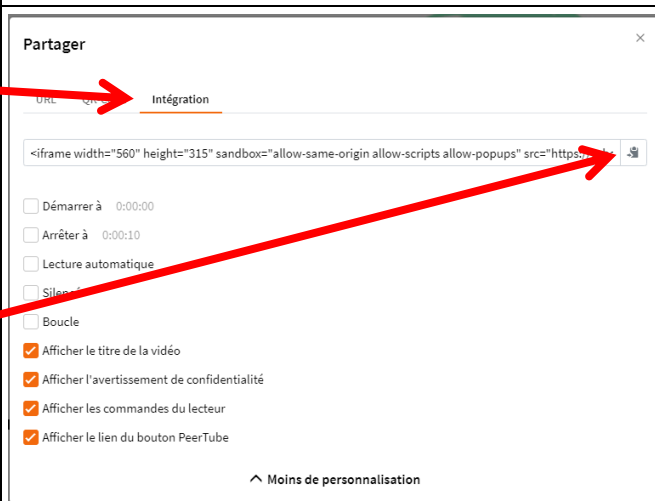 Partager
URL
Intégration
<iframe width="560" height="315" sandbox="allow-same-origin allow-scripts allow-popups" src="https:/
Démarrer à 0:00:00
Arrêter à 0:00:10
Lecture automatique
Boucle
Afficher le titre de la vidéo
Afficher l'avertissement de confidentialité
Afficher les commandes du lecteur
Afficher le lien du bouton PeerTube
Moins de personnalisation